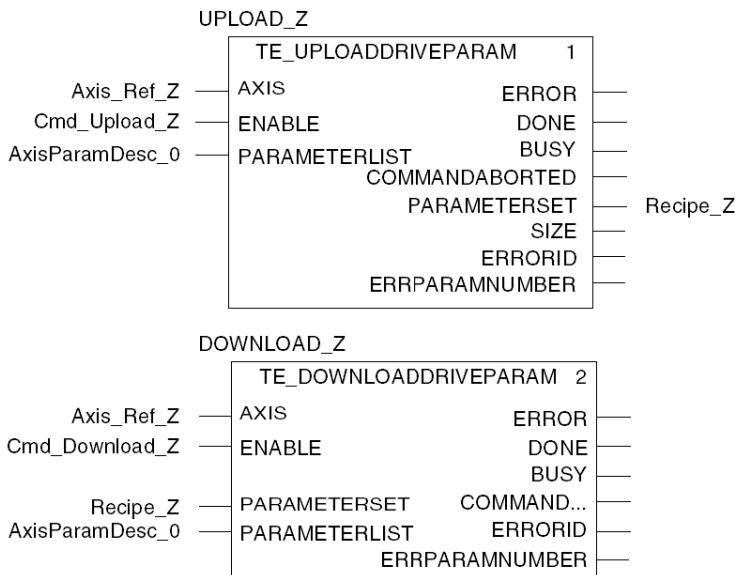 UPLOAD_Z
TE_UPLOADDRIVEPARAM 1
Axis_Ref_Z AXIS ERROR
Cmd_Upload_Z ENABLE DONE
AxisParamDesc_0 PARAMETERLIST BUSY
COMMANDABORTED
PARAMETERSET Recipe_Z
SIZE
ERRORID
ERRPARAMNUMBER
DOWNLOAD_Z
TE_DOWNLOADDRIVEPARAM 2
Axis_Ref_Z AXIS ERROR
Cmd_Download_Z ENABLE DONE
BUSY
Recipe_Z PARAMETERSET COMMAND...
AxisParamDesc_0 PARAMETERLIST ERRORID
ERRPARAMNUMBER